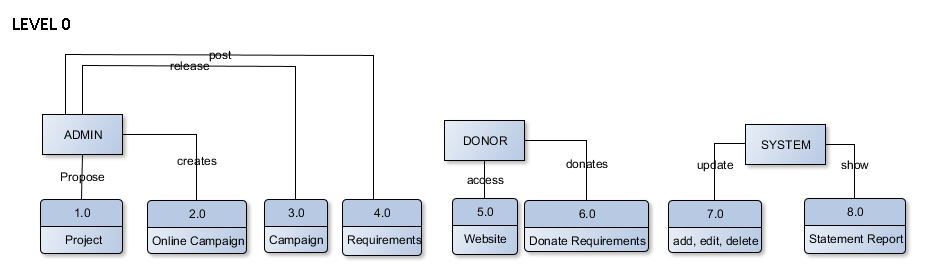 LEVEL 0
post
release
ADMIN
DONOR
SYSTEM
creates
donates
update
show
Propose
access
1.0
2.0
3.0
4.0
5.0
6.0
7.0
8.0
Project
Online Campaign
Campaign
Requirements
Website
Donate Requirements
add, edit, delete
Statement Report